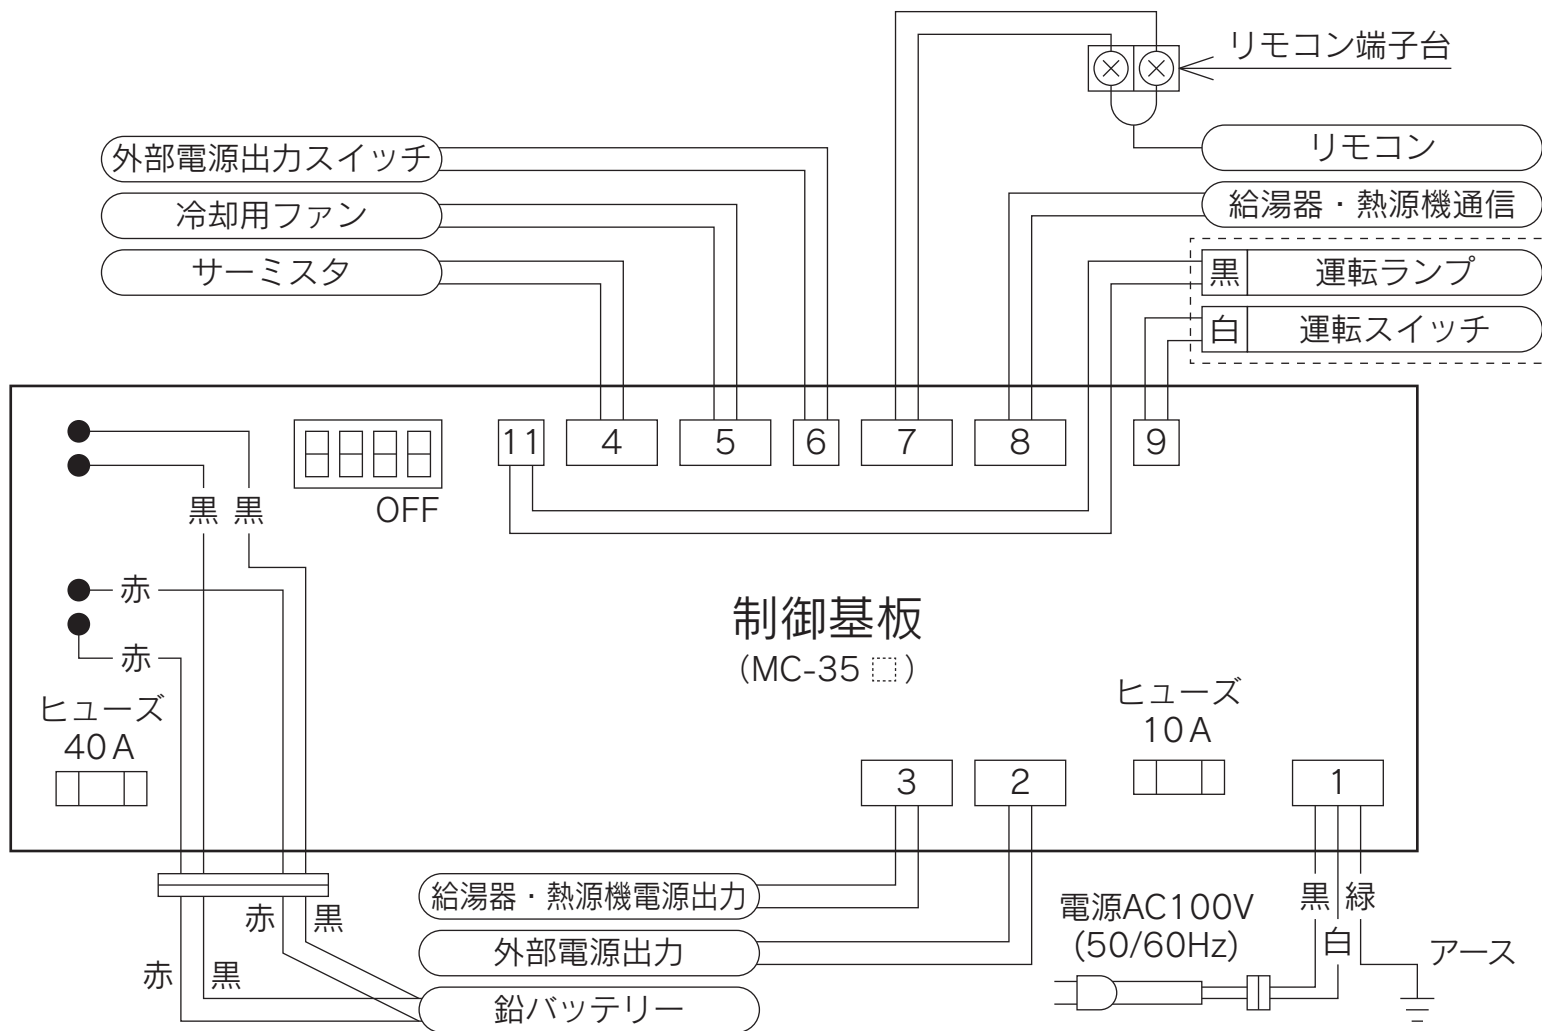 リモコン端子台
外部電源出力スイッチ
リモコン
冷却用ファン
給湯器・熱源機通信
サーミスタ
黒 運転ランプ
白 運転スイッチ
11 4 5 6 7 8 9
OFF
黒 黒
赤
制御基板
(MC-35 )
赤
ヒューズ
40A
ヒューズ
10A
3 2 1
給湯器・熱源機電源出力
電源AC100V
(50/60Hz)
黒 緑
白
アース
赤 黒
外部電源出力
赤 黒
鉛バッテリー